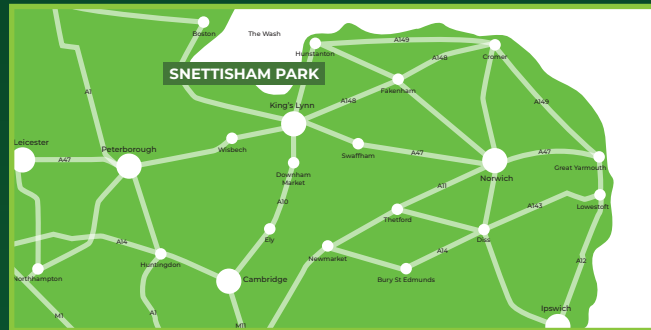 Boston
The Wash
A149
Hunstanton
A148
Cromer
SNETTISHAM PARK
Fakenham
A1
King's Lynn
A148
A149
Leicester
Peterborough
Wisbech
Swaffham
A47
A47
A47
Great Yarmouth
Downham
Market
Norwich
A11
A10
Thetford
A143
Lowestoft
Ely
Diss
A14
Huntingdon
Newmarket
A14
A12
Northhampton
Cambridge
Bury St Edmunds
M1
A1
M11
Ipswich